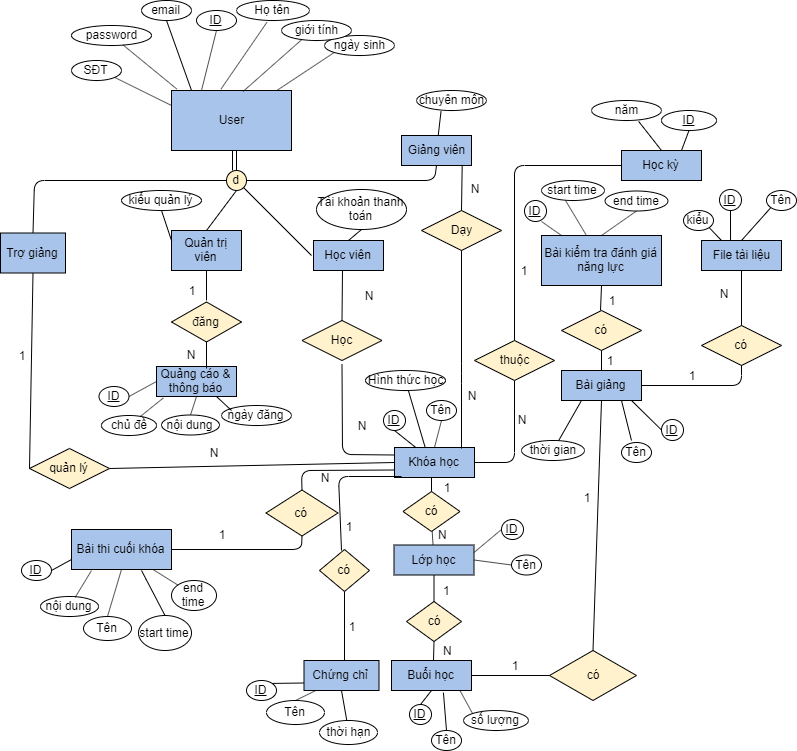 email
ID
Họ tên
password
giới tính
ngày sinh
SĐT
User
chuyên môn
Giảng viên
năm
ID
Học kỳ
d
N
1
kiểu quản lý
Tài khoản thanh
toán
Dạy
start time
end time
ID
ID
Tên
kiểu
Trợ giảng
Quản trị
viên
Học viên
Bài kiểm tra đánh giá
năng lực
File tài liệu
1
N
1
1
N
đăng
Học
có
có
thuộc
N
1
1
Quảng cáo &
thông báo
Hình thức học
Bài giảng
ID
ngày đăng
chủ đề
nội dung
N
N
ID
Tên
N
ID
thời gian
Tên
N
quản lý
Khóa học
N
1
1
có
có
1
1
N
ID
Bài thi cuối khóa
Lớp học
Tên
ID
có
1
nội dung
end
time
Tên
start time
1
có
N
Chứng chỉ
Buổi học
1
có
ID
Tên
thời hạn
ID
số lượng
Tên